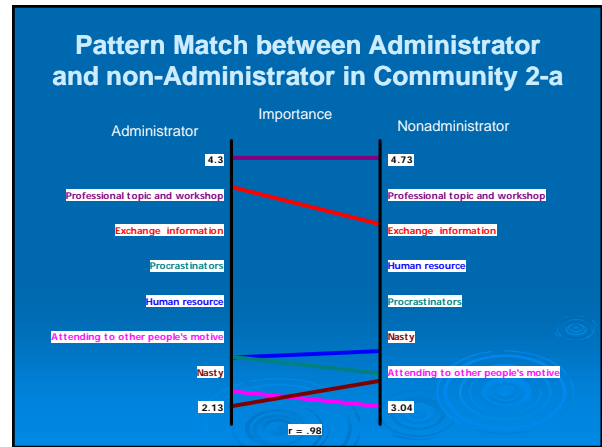 Pattern Match between Administrator
and non-Administrator in Community 2-a
Importance
Administrator
Nonadministrator
4.3
4.73
Professional topic and workshop
Professional topic and workshop
Exchange information
Exchange information
Procrastinators
Human resource
Human resource
Procrastinators
Attending to other people's motive
Nasty
Nasty
Attending to other people's motive
2.13
3.04
r = .98